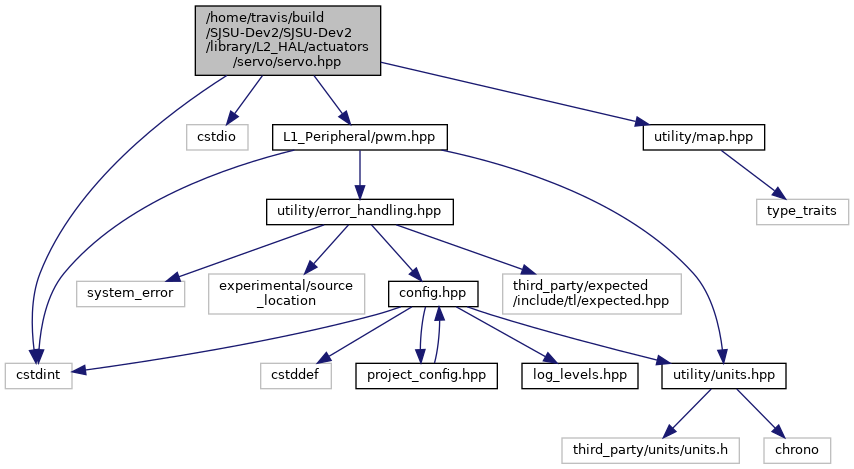 /home/travis/build
/SJSU-Dev2/SJSU-Dev2
/library/L2_HAL/actuators
/servo/servo.hpp
cstdio
L1_Peripheral/pwm.hpp
utility/map.hpp
utility/error_handling.hpp
type_traits
system_error
experimental/source
_location
config.hpp
third_party/expected
/include/tl/expected.hpp
cstdint
cstddef
project_config.hpp
log_levels.hpp
utility/units.hpp
third_party/units/units.h
chrono